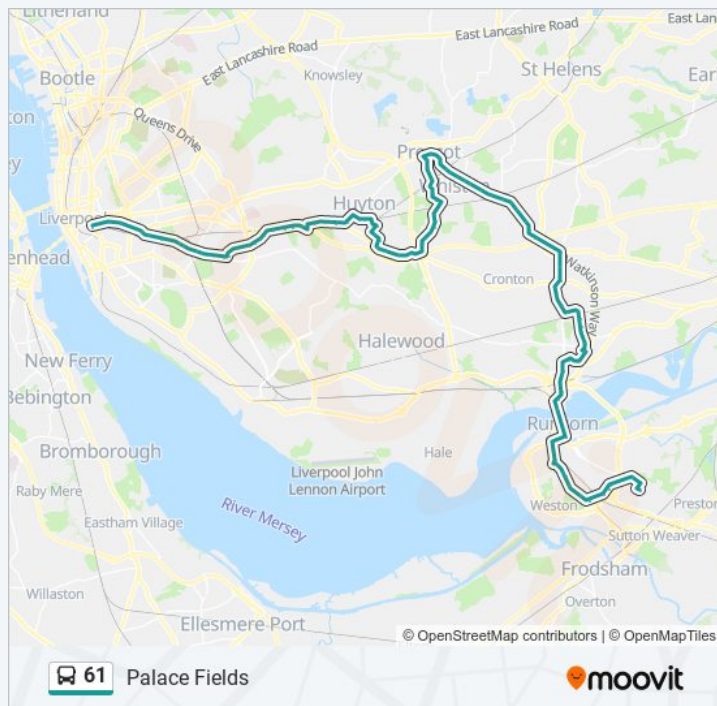 Litherland
East Lancashire Road
East Lan
East Lancashire Road
Knowsley
St Helens
Bootle
Queens Drive
Prescot
Huyton
Whiston
Liverpool
Cronton
Watkinson Way
Halewood
New Ferry
Bebington
Runcorn
Hale
Bromborough
Liverpool John
Lennon Airport
Raby Mere
Weston
Preston
Eastham Village
River Mersey
Sutton Weaver
Willaston
Frodsham
Overton
Ellesmere Port
© OpenStreetMap contributors | © OpenMapTiles
61 Palace Fields
moovit